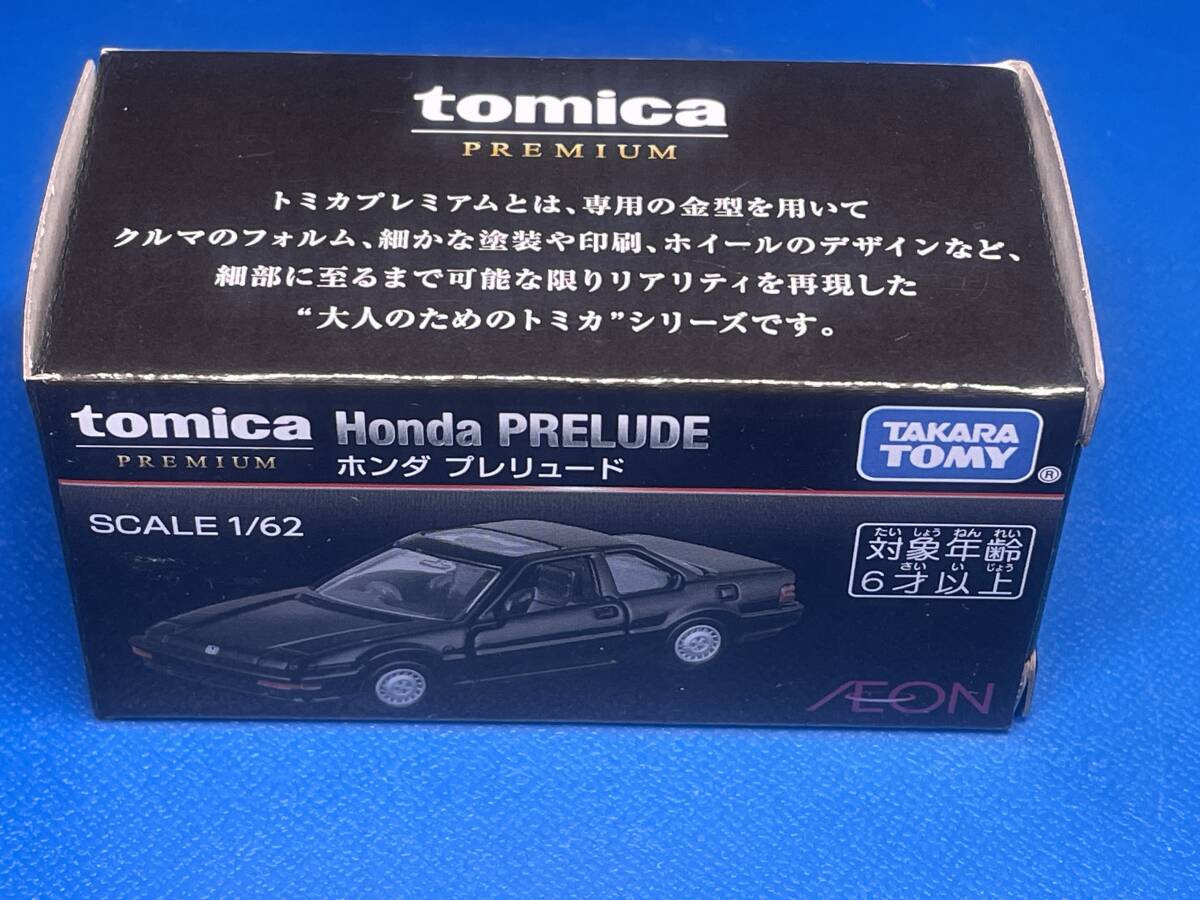 tomica
PREMIUM
トミカプレミアムとは、専用の金型を用いて
クルマのフォルム、細かな塗装や印刷、ホイールのデザインなど、
細部に至るまで可能な限りリアリティを再現した
“大人のためのトミカ”シリーズです。
tomica
PREMIUM
Honda PRELUDE
ホンダ プレリュード
TAKARA
TOMY
®
SCALE 1/62
たい しょう ねん れい
対象年齢
さい い じょう
6才以上
ÆON